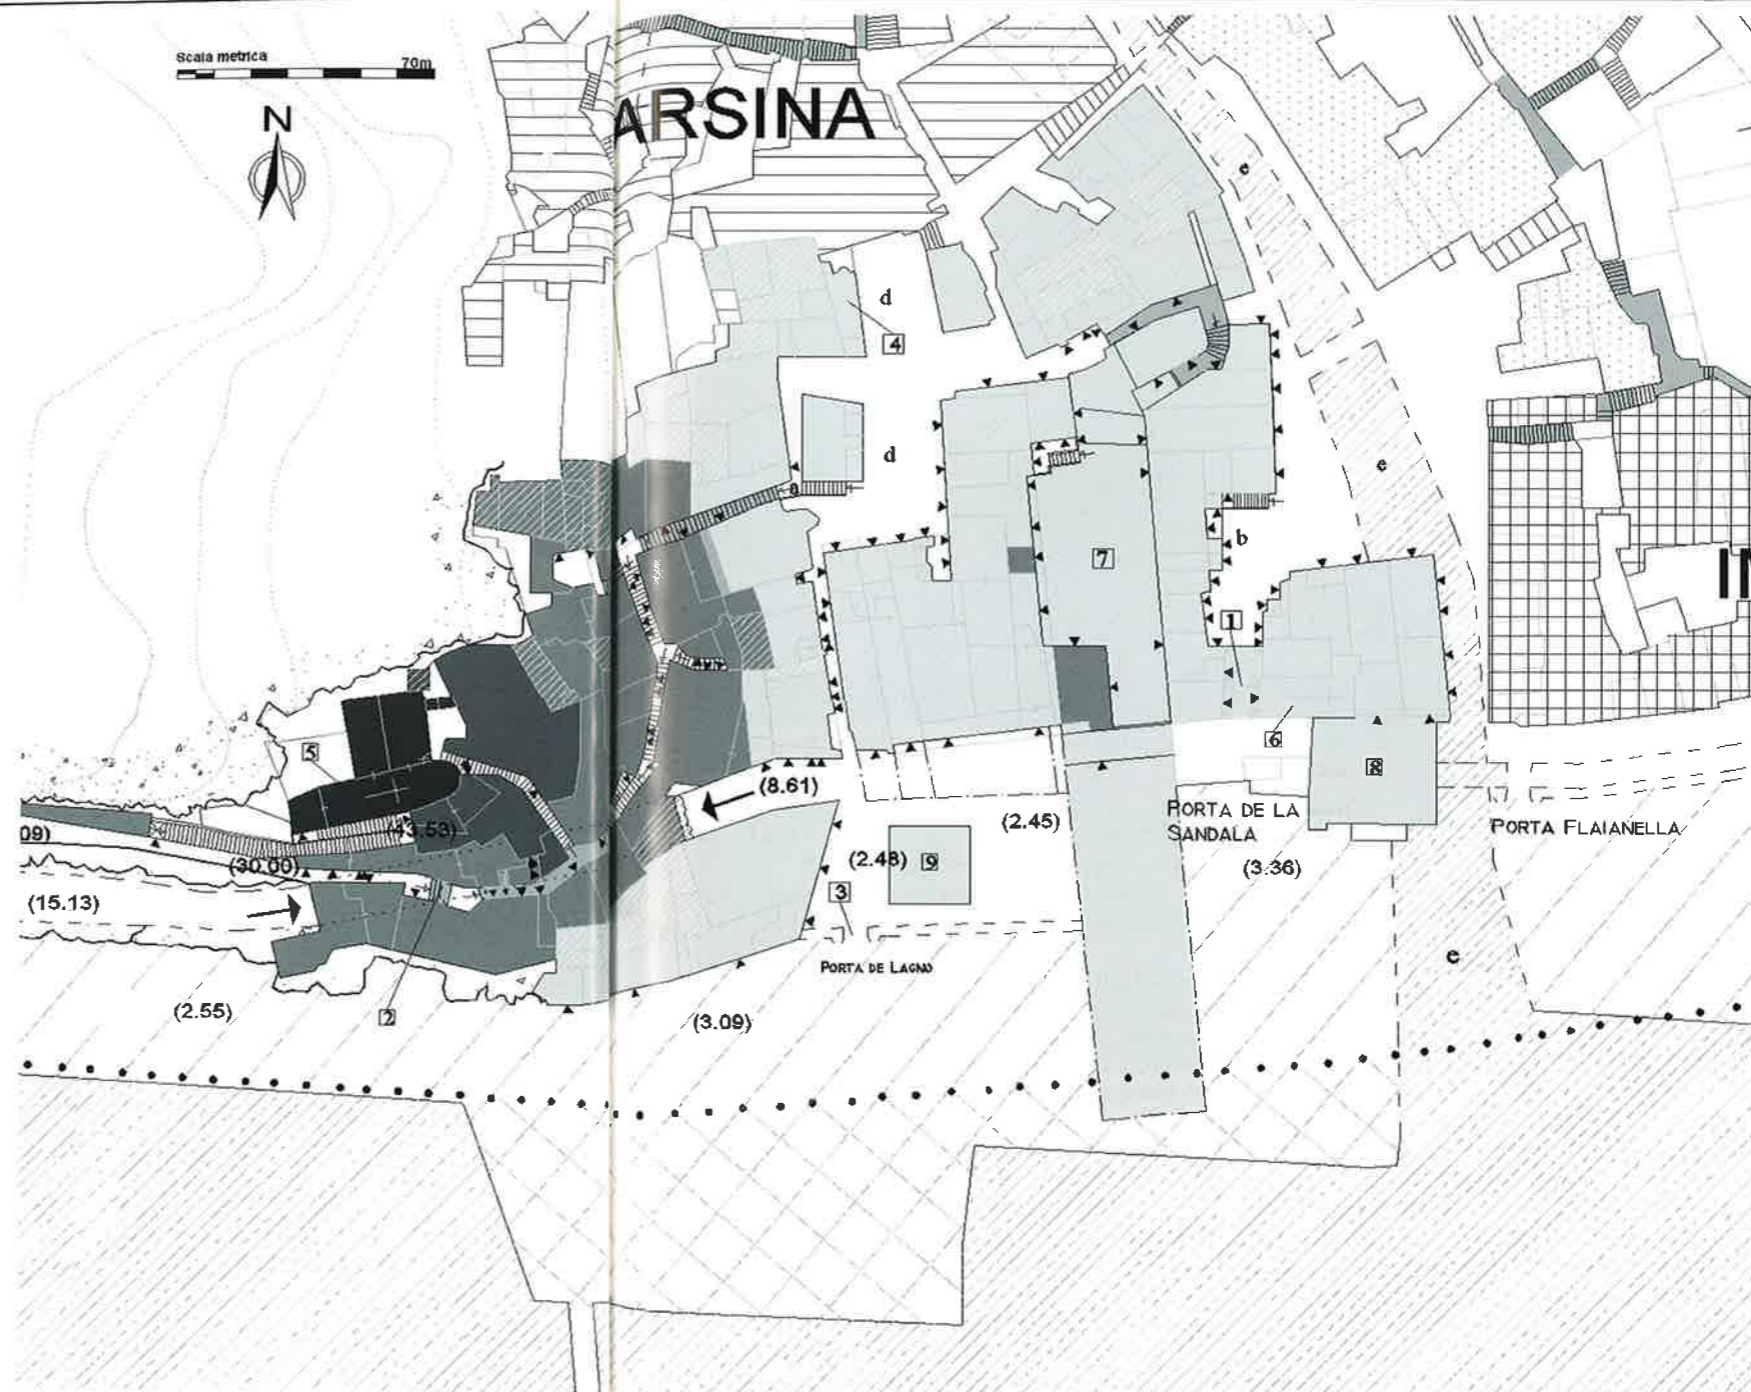 Scala metrica
70m
N
ARSINA
e
d
4
d
e
a
b
7
1
5
6
8
(8.61)
PORTA DE LA
SANDALA
(2.45)
PORTA FLAIANELLA
09)
(43.53)
(30.00)
(2.48)
9
(3.36)
3
(15.13)
PORTA DE LAGNO
e
(2.55)
2
(3.09)